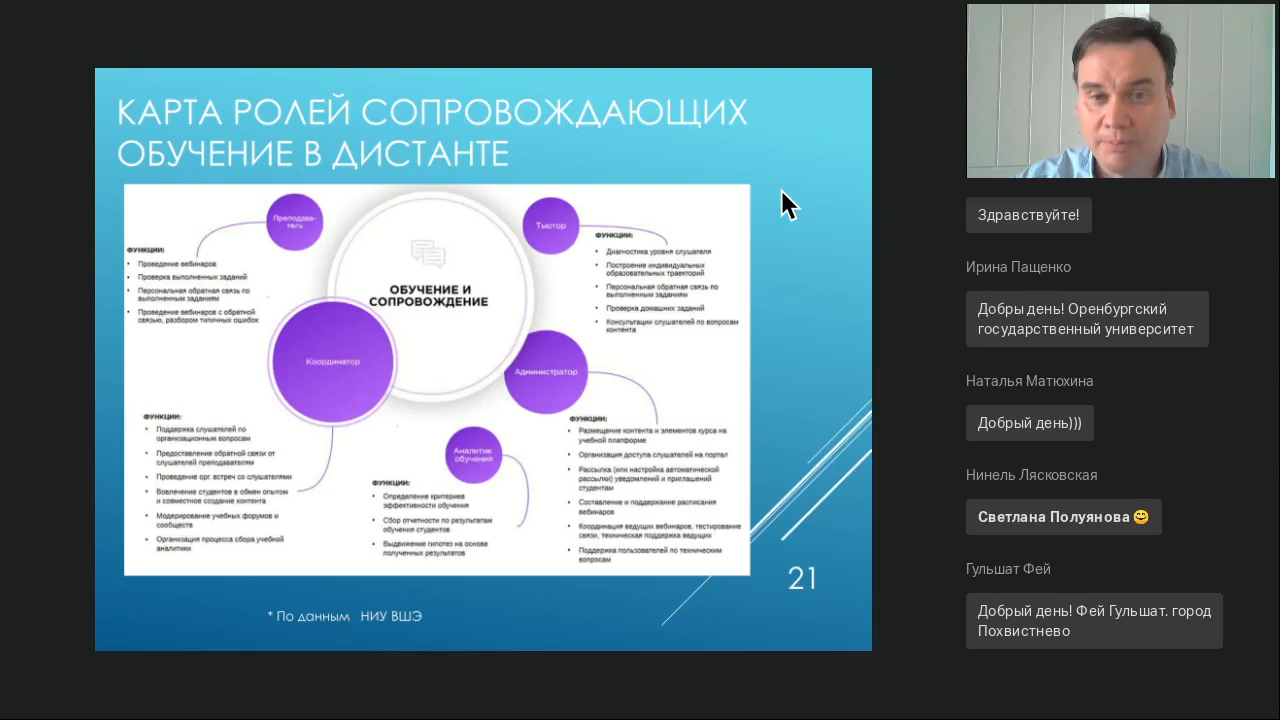 КАРТА РОЛЕЙ СОПРОВОЖДАЮЩИХ
ОБУЧЕНИЕ В ДИСТАНТЕ
Преподава-
тель
ФУНКЦИИ:
• Проведение вебинаров
• Проверка выполненных заданий
• Персональная обратная связь по
выполненным заданиям
• Проведение вебинаров с обратной
связью, разбором типичных ошибок
ОБУЧЕНИЕ И
СОПРОВОЖДЕНИЕ
Тьютор
ФУНКЦИИ:
• Диагностика уровня слушателя
• Построение индивидуальных
образовательных траекторий
• Персональная обратная связь по
выполненным заданиям
• Проверка домашних заданий
• Консультации слушателей по вопросам
контента
Координатор
ФУНКЦИИ:
• Поддержка слушателей по
организационным вопросам
• Предоставление обратной связи от
слушателей преподавателям
• Проведение орг. встреч со слушателями
• Вовлечение студентов в обмен опытом
и совместное создание контента
• Модерирование учебных форумов и
сообществ
• Организация процесса сбора учебной
аналитики
Аналитик
обучения
ФУНКЦИИ:
• Определение критериев
эффективности обучения
• Сбор отчетности по результатам
обучения студентов
• Выдвижение гипотез на основе
полученных результатов
Администратор
ФУНКЦИИ:
• Размещение контента и элементов курса на
учебной платформе
• Организация доступа слушателей на портал
• Рассылка (или настройка автоматической
рассылки) уведомлений и приглашений
студентам
• Составление и поддержание расписания
вебинаров
• Координация ведущих вебинаров, тестирование
связи, техническая поддержка ведущих
• Поддержка пользователей по техническим
вопросам
21
* По данным НИУ ВШЭ
Здравствуйте!
Ирина Пащенко
Добры день! Оренбургский
государственный университет
Наталья Матюхина
Добрый день)))
Нинель Лясковская
Светлана Полуянова 😊
Гульшат Фей
Добрый день! Фей Гульшат. город
Похвистнево